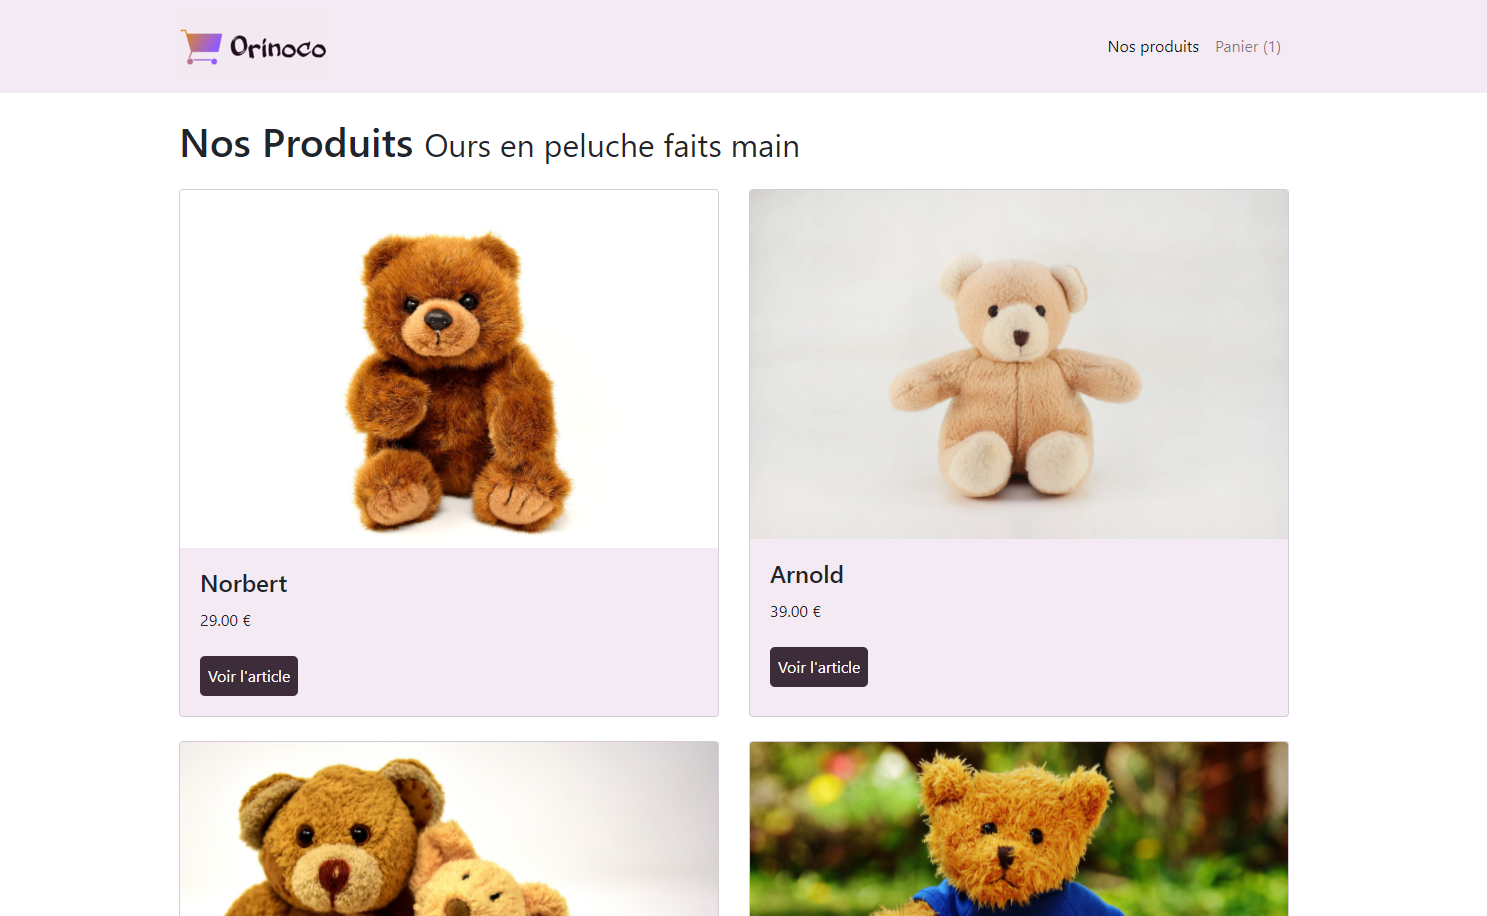 Orinoco
Nos produits Panier (1)
Nos Produits Ours en peluche faits main
Norbert
29.00 €
Voir l'article
Arnold
39.00 €
Voir l'article